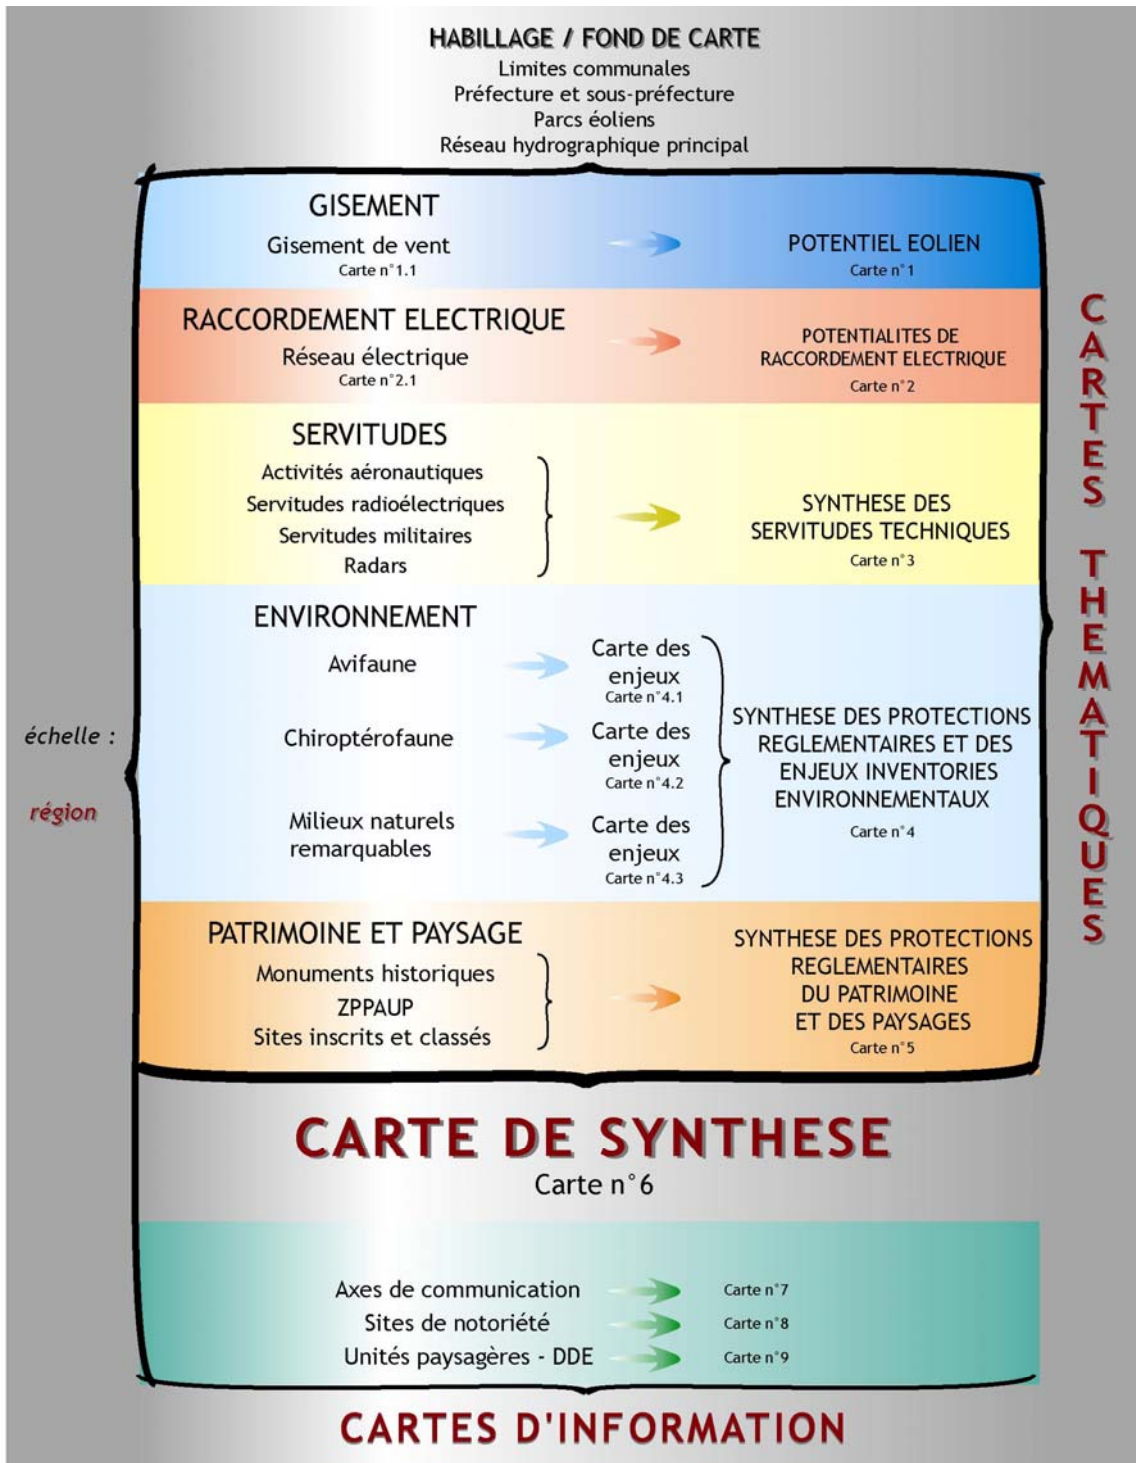 HABILLAGE / FOND DE CARTE
Limites communales
Préfecture et sous-préfecture
Parcs éoliens
Réseau hydrographique principal
GISEMENT
Gisement de vent
Carte n°1.1
POTENTIEL EOLIEN
Carte n°1
RACCORDEMENT ELECTRIQUE
Réseau électrique
Carte n°2.1
POTENTIALITES DE
RACCORDEMENT ELECTRIQUE
Carte n°2
SERVITUDES
Activités aéronautiques
Servitudes radioélectriques
Servitudes militaires
Radars
SYNTHESE DES
SERVITUDES TECHNIQUES
Carte n°3
ENVIRONNEMENT
Avifaune
Carte des
enjeux
Carte n°4.1
Chiroptérofaune
Carte des
enjeux
Carte n°4.2
Milieux naturels
remarquables
Carte des
enjeux
Carte n°4.3
SYNTHESE DES PROTECTIONS
REGLEMENTAIRES ET DES
ENJEUX INVENTORIES
ENVIRONNEMENTAUX
Carte n°4
PATRIMOINE ET PAYSAGE
Monuments historiques
ZPPAUP
Sites inscrits et classés
SYNTHESE DES PROTECTIONS
REGLEMENTAIRES
DU PATRIMOINE
ET DES PAYSAGES
Carte n°5
échelle :
région
CARTES THEMATIQUES
CARTE DE SYNTHESE
Carte n°6
Axes de communication
Carte n°7
Sites de notoriété
Carte n°8
Unités paysagères - DDE
Carte n°9
CARTES D'INFORMATION